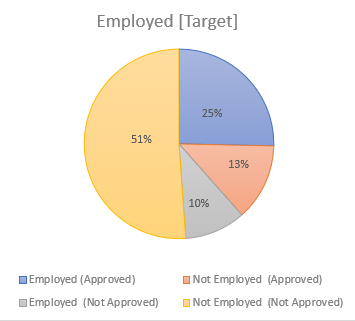 Employed [Target]
25%
51%
13%
10%
Employed (Approved)
Not Employed  (Approved)
Employed  (Not Approved)
Not Employed  (Not Approved)